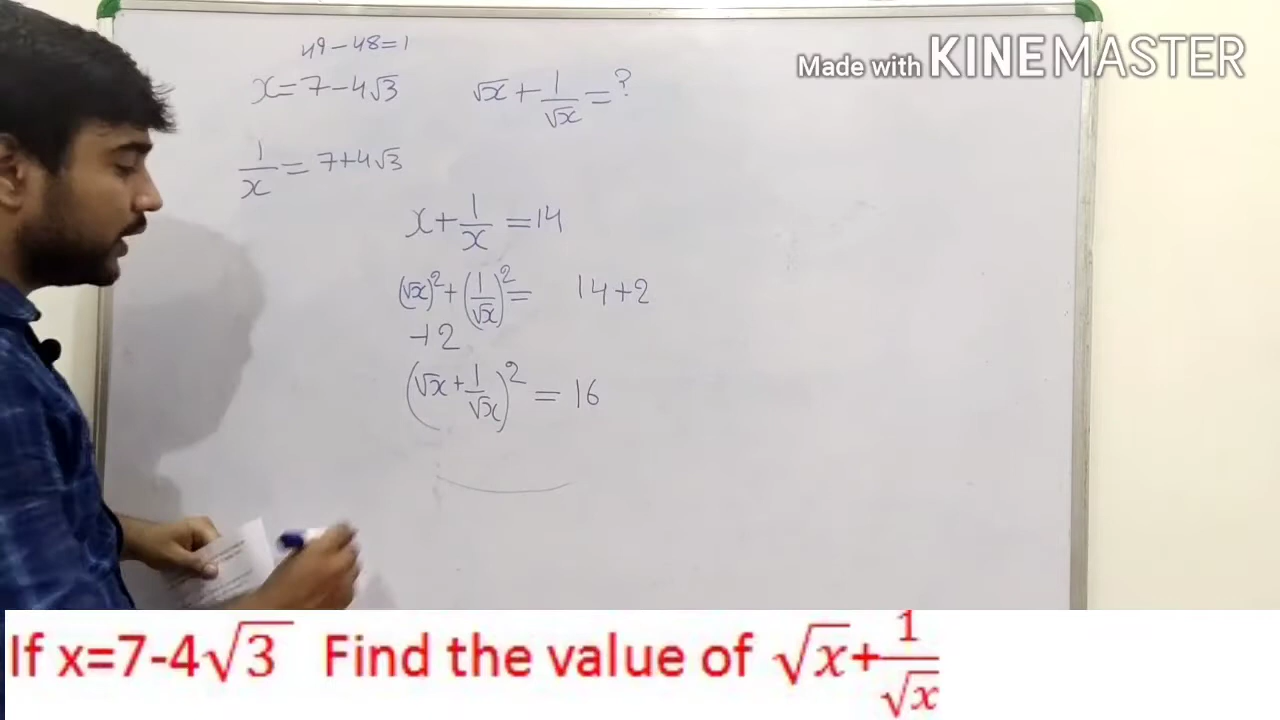 Made with KINEMASTER
49-48=1
x=7-4√3 √x+1/√x=?
1/x=7+4√3
x+1/x=14
(√x)²+(1/√x)²= 14+2
+2
(√x+1/√x)²=16
If x=7-4√3 Find the value of √x+1/√x